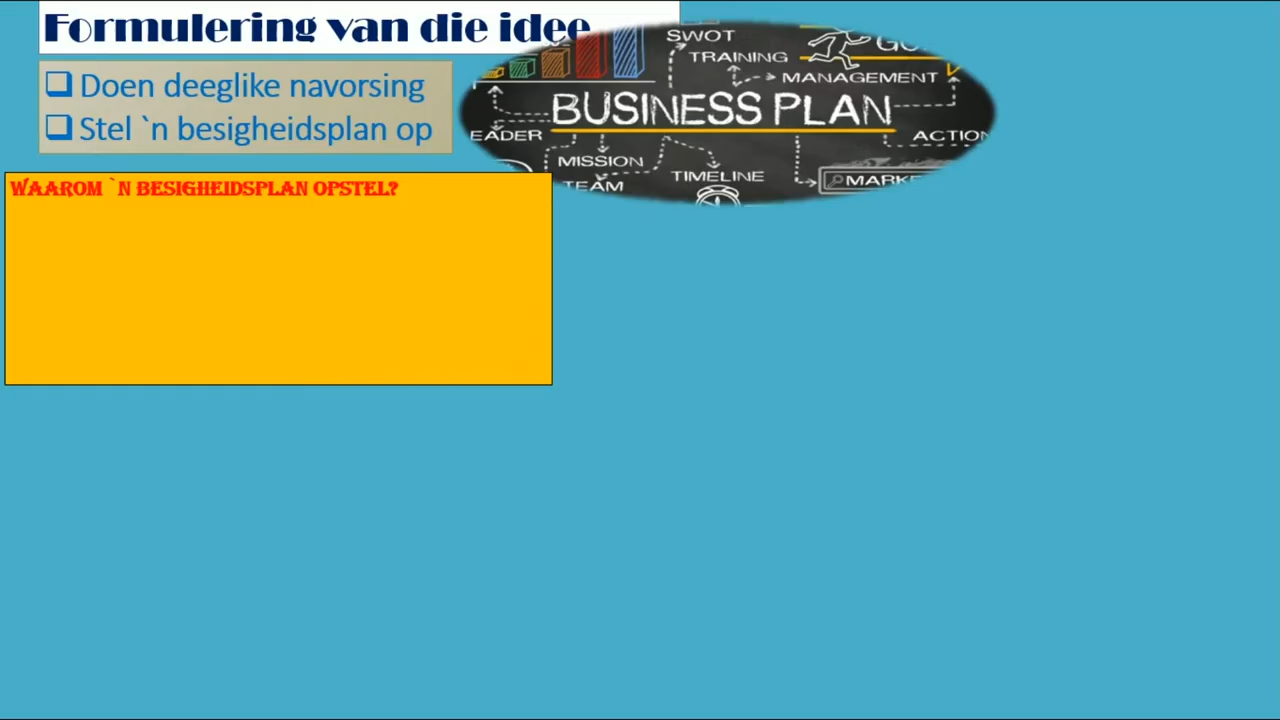 Formulering van die idee
Doen deeglike navorsing
Stel `n besigheidsplan op
SWOT
TRAINING
MANAGEMENT
BUSINESS PLAN
EADER
ACTION
MISSION
TEAM
TIMELINE
MARKE
WAAROM `N BESIGHEIDSPLAN OPSTEL?